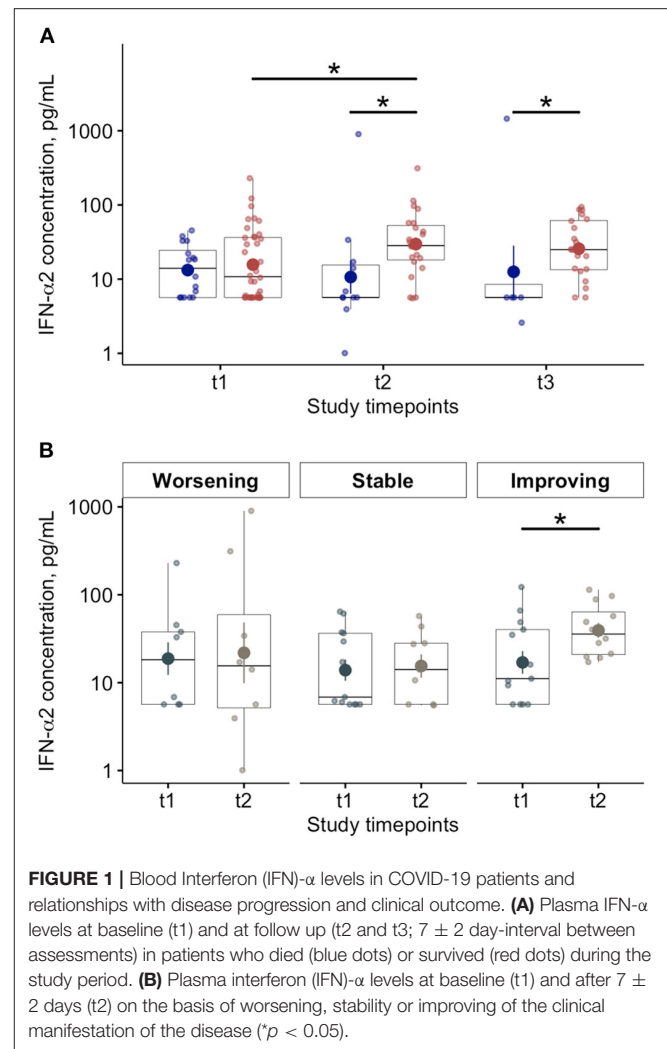 A
IFN-α2 concentration, pg/mL
1000
100
10
1
*
*
*
t1 t2 t3
Study timepoints
B
Worsening Stable Improving
IFN-α2 concentration, pg/mL
1000
100
10
1
*
t1 t2 t1 t2 t1 t2
Study timepoints
FIGURE 1 | Blood Interferon (IFN)-α levels in COVID-19 patients and
relationships with disease progression and clinical outcome. (A) Plasma IFN-α
levels at baseline (t1) and at follow up (t2 and t3; 7 ± 2 day-interval between
assessments) in patients who died (blue dots) or survived (red dots) during the
study period. (B) Plasma interferon (IFN)-α levels at baseline (t1) and after 7 ±
2 days (t2) on the basis of worsening, stability or improving of the clinical
manifestation of the disease (*p < 0.05).